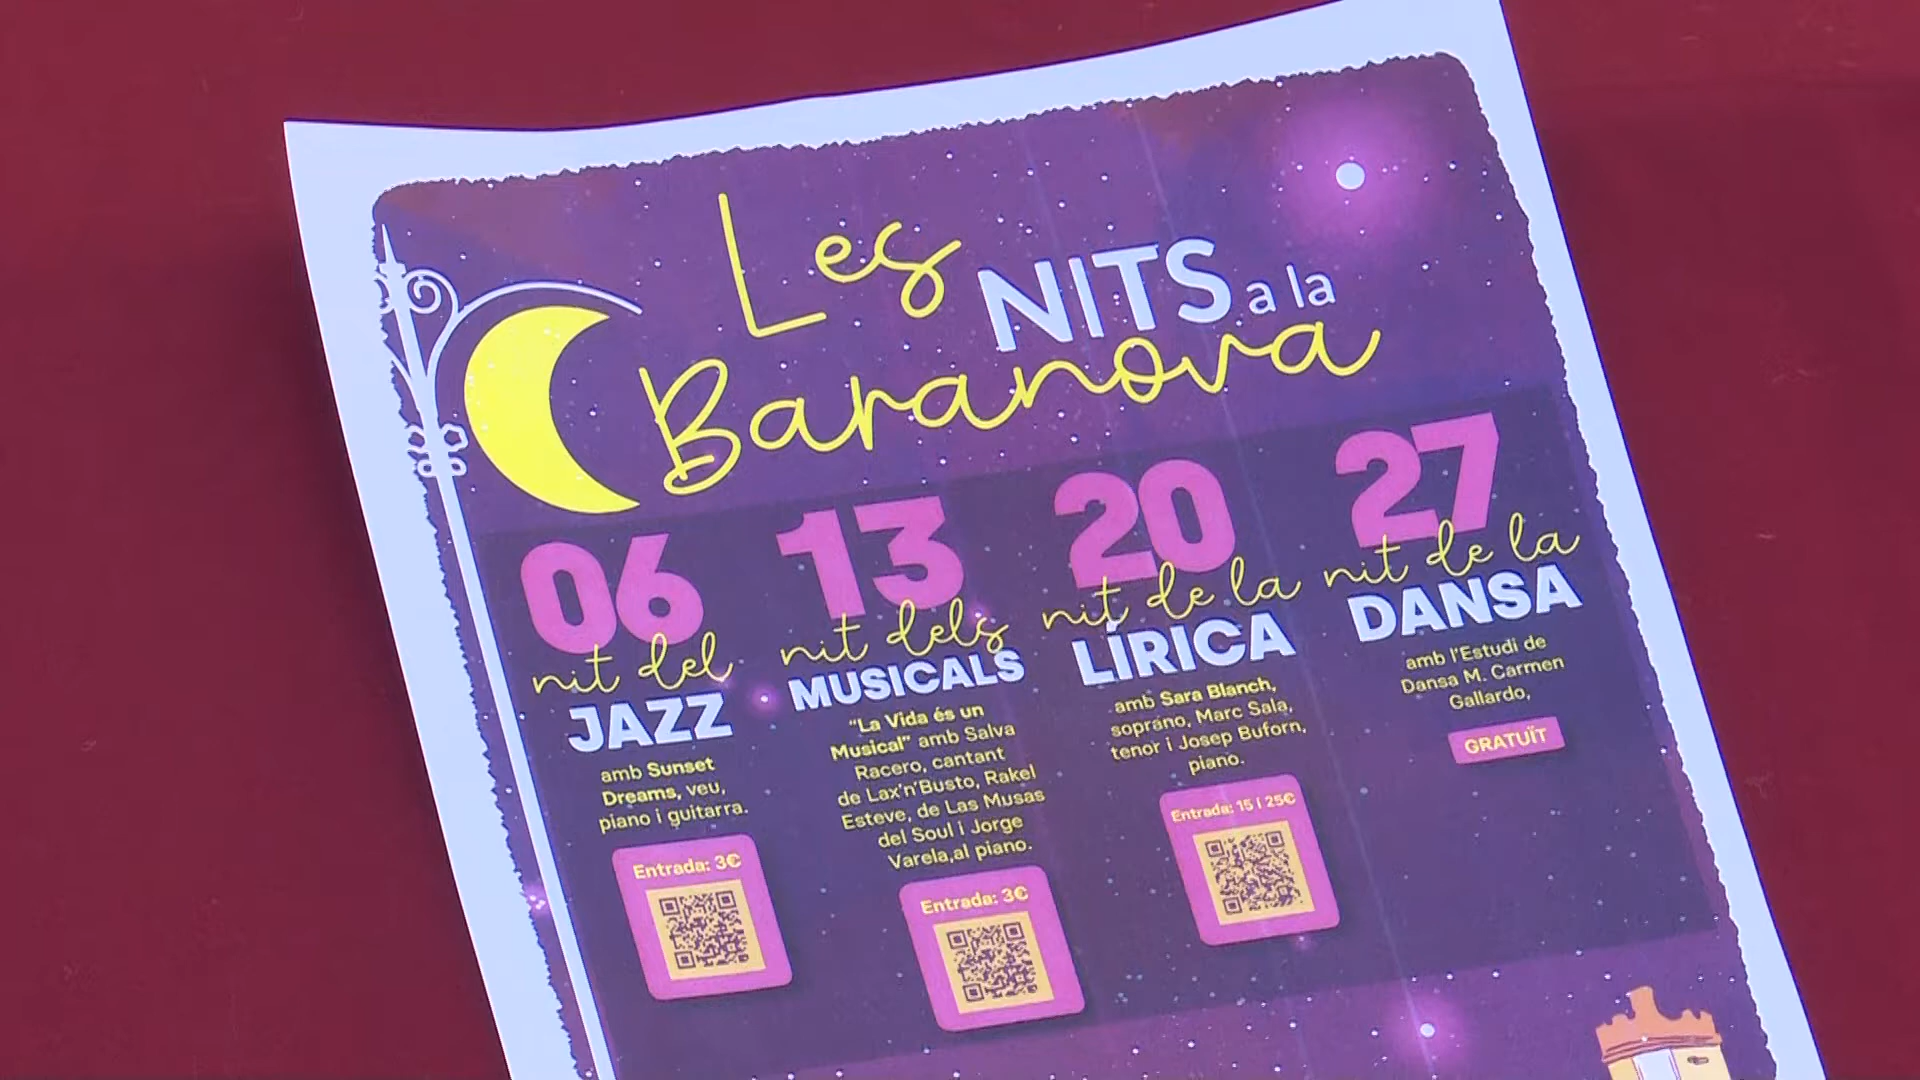 Les NITS a la
Baranova
06
nit del
JAZZ
amb Sunset
Dreams, veu,
piano i guitarra.
Entrada: 3€
13
nit dels
MUSICALS
"La Vida és un
Musical" amb Salva
Racero, cantant
de Lax'n'Busto, Rakel
Esteve, de Las Musas
del Soul i Jorge
Varela,al piano.
Entrada: 3€
20
nit de la
LÍRICA
amb Sara Blanch,
soprano, Marc Sala,
tenor i Josep Buforn,
piano.
Entrada: 15 i 25€
27
nit de la
DANSA
amb l'Estudi de
Dansa M. Carmen
Gallardo,
GRATUÏT